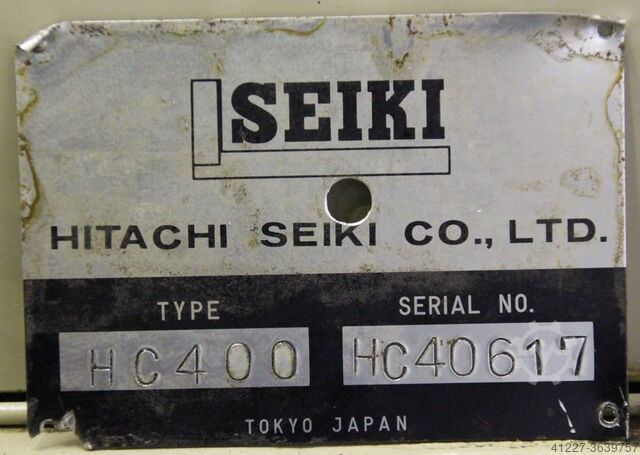 SEIKI
HITACHI SEIKI CO., LTD.
TYPE SERIAL NO.
HC400 HC40617
TOKYO JAPAN
41227-3639757